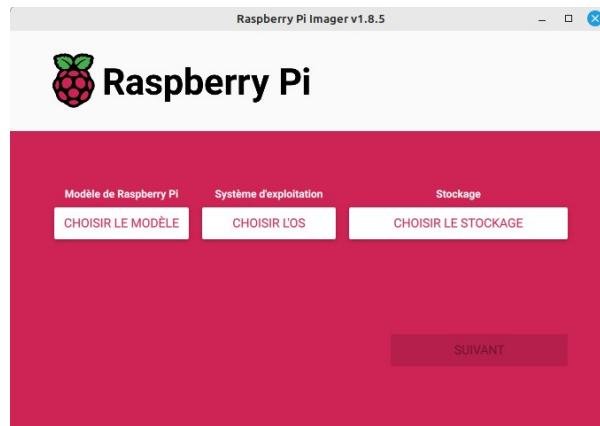 Raspberry Pi Imager v1.8.5
Raspberry Pi
Modèle de Raspberry Pi Système d'exploitation Stockage
CHOISIR LE MODÈLE CHOISIR L'OS CHOISIR LE STOCKAGE
SUIVANT